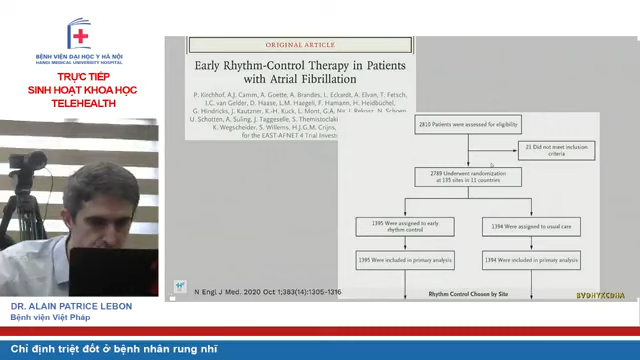 BỆNH VIỆN ĐẠI HỌC Y HÀ NỘI
HANOI MEDICAL UNIVERSITY HOSPITAL
TRỰC TIẾP
SINH HOẠT KHOA HỌC
TELEHEALTH
ORIGINAL ARTICLE
Early Rhythm-Control Therapy in Patients
with Atrial Fibrillation
P. Kirchhof, A.J. Camm, A. Goette, A. Brandes, L. Eckardt, A. Elvan, T. Fetsch,
I.C. van Gelder, D. Haase, L.M. Haegeli, F. Hamann, H. Heidbüchel,
G. Hindricks, J. Kautzner, K.-H. Kuck, L. Mont, G.A. Ng, J. Rekosz, N. Schoen,
U. Schotten, A. Suling, J. Taggeselle, S. Themistoclaki
K. Wegscheider, S. Willems, H.J.G.M. Crijns,
for the EAST-AFNET 4 Trial Investi
2810 Patients were assessed for eligibility
21 Did not meet inclusion
criteria
2789 Underwent randomization
at 135 sites in 11 countries
1395 Were assigned to early
rhythm control
1394 Were assigned to usual care
1395 Were included in primary analysis
1394 Were included in primary analysis
Rhythm Control Chosen by Site
N Engl J Med. 2020 Oct 1;383(14):1305-1316
BVDHYKCDHA
DR. ALAIN PATRICE LEBON
Bệnh viện Việt Pháp
Chỉ định triệt đốt ở bệnh nhân rung nhĩ